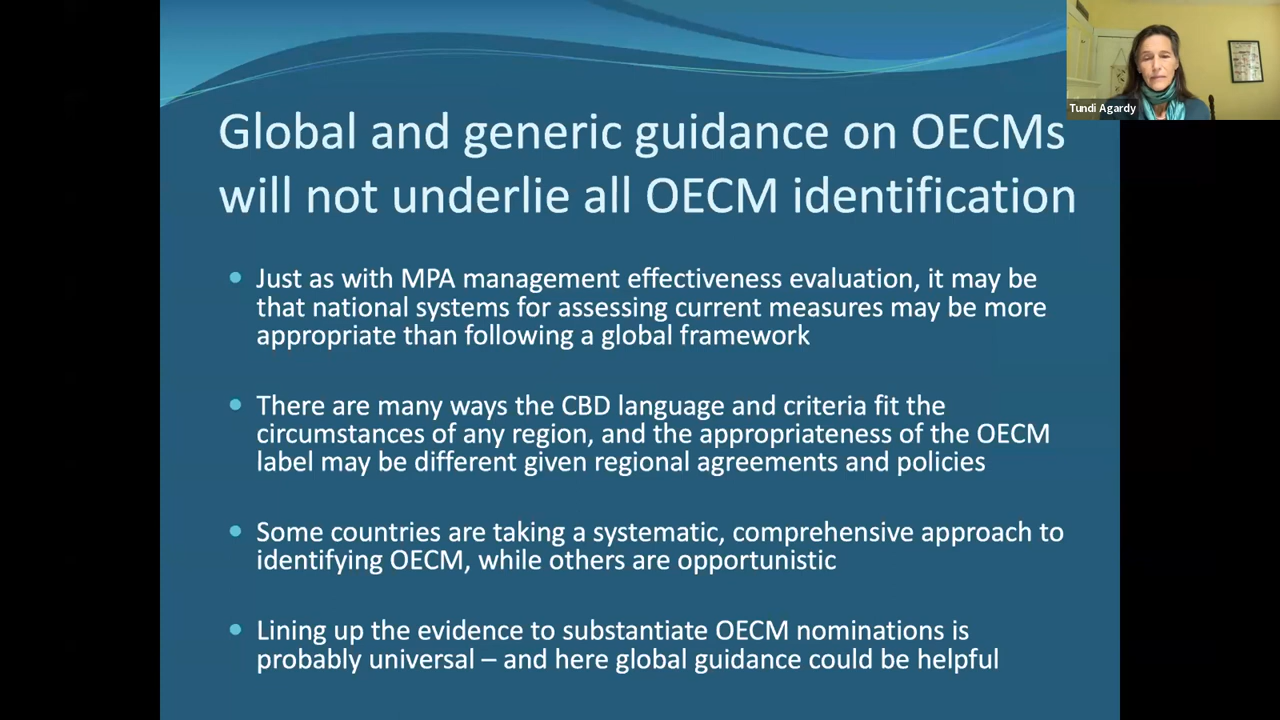 Tundi Agardy
Global and generic guidance on OECMs
will not underlie all OECM identification
• Just as with MPA management effectiveness evaluation, it may be
that national systems for assessing current measures may be more
appropriate than following a global framework
• There are many ways the CBD language and criteria fit the
circumstances of any region, and the appropriateness of the OECM
label may be different given regional agreements and policies
• Some countries are taking a systematic, comprehensive approach to
identifying OECM, while others are opportunistic
• Lining up the evidence to substantiate OECM nominations is
probably universal – and here global guidance could be helpful